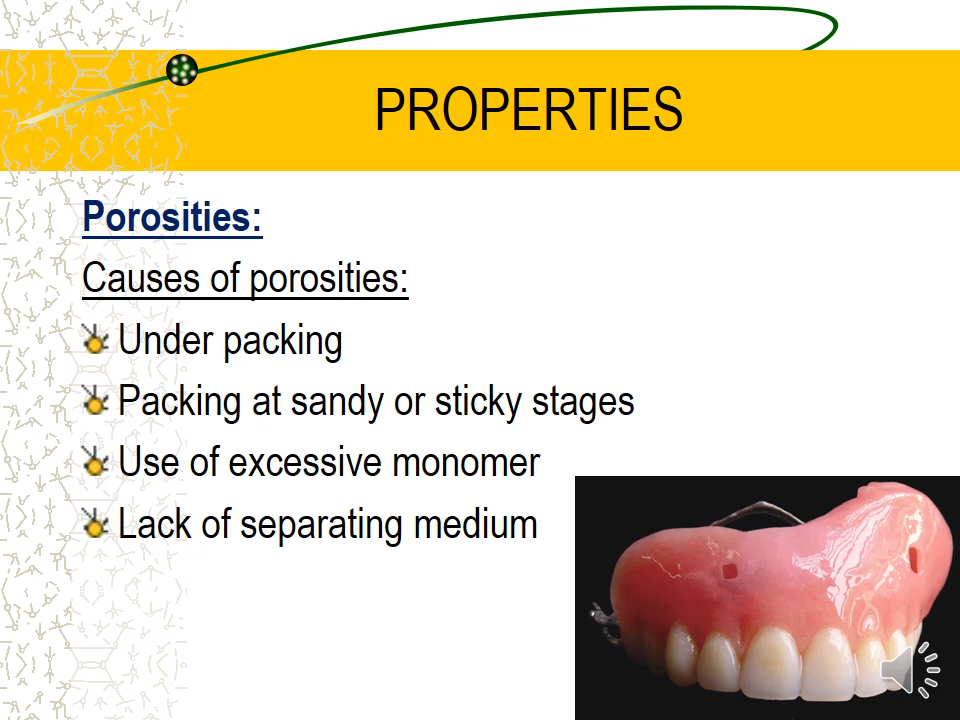 PROPERTIES
Porosities:
Causes of porosities:
Under packing
Packing at sandy or sticky stages
Use of excessive monomer
Lack of separating medium